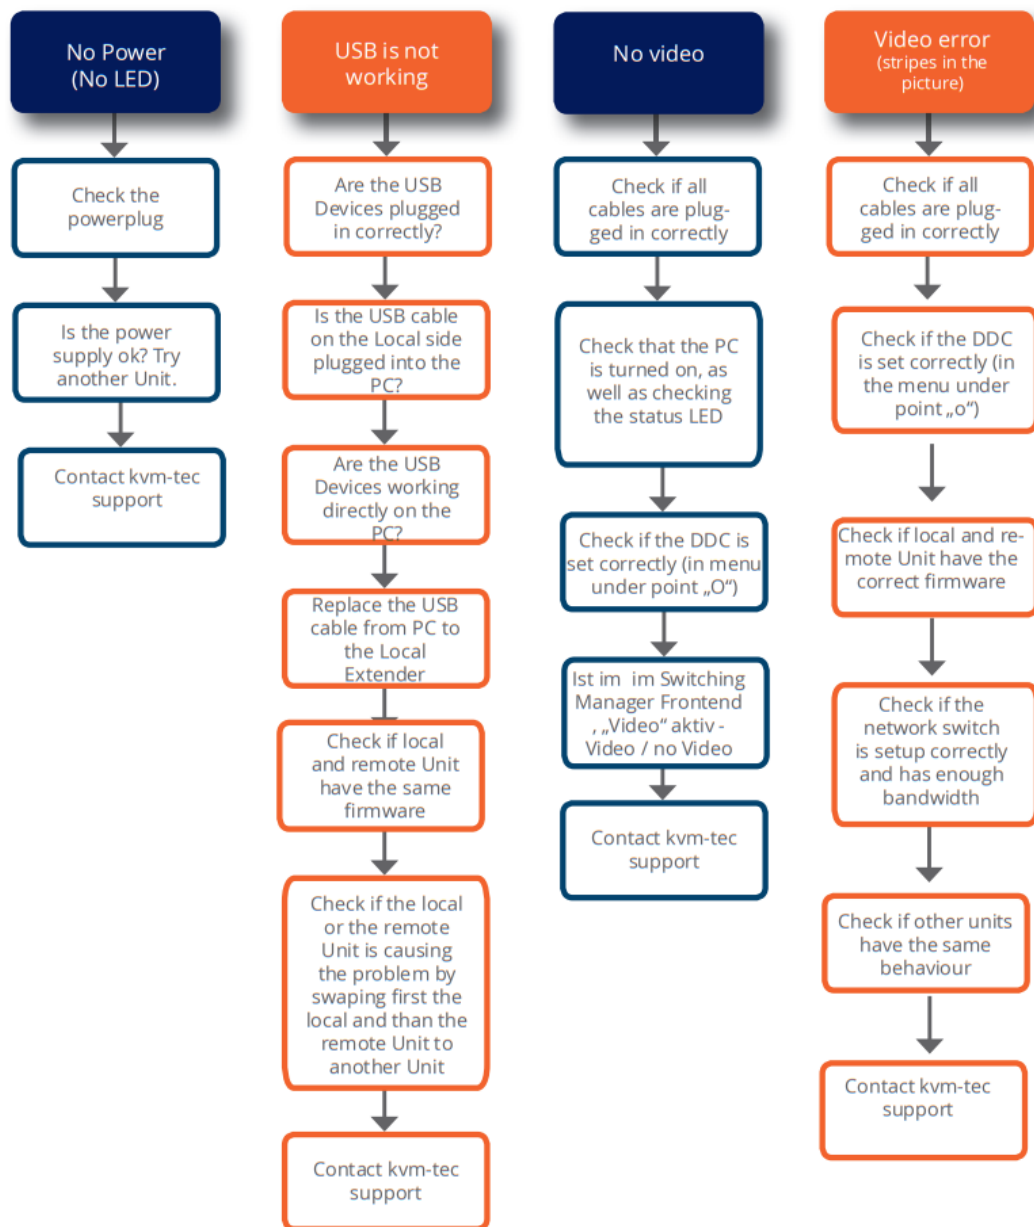 No Power
(No LED)
Check the
powerplug
Is the power
supply ok? Try
another Unit.
Contact kvm-tec
support
USB is not
working
Are the USB
Devices plugged
in correctly?
Is the USB cable
on the Local side
plugged into the
PC?
Are the USB
Devices working
directly on the
PC?
Replace the USB
cable from PC to
the Local
Extender
Check if local
and remote Unit
have the same
firmware
Check if the local
or the remote
Unit is causing
the problem by
swaping first the
local and than the
remote Unit to
another Unit
Contact kvm-tec
support
No video
Check if all
cables are plug-
ged in correctly
Check that the PC
is turned on, as
well as checking
the status LED
Check if the DDC is
set correctly (in menu
under point „O“)
Ist im  im Switching
Manager Frontend
, „Video“ aktiv -
Video / no Video
Contact kvm-tec
support
Video error
(stripes in the
picture)
Check if all
cables are plug-
ged in correctly
Check if the DDC
is set correctly (in
the menu under
point „o“)
Check if local and re-
mote Unit have the
correct firmware
Check if the
network switch
is setup correctly
and has enough
bandwidth
Check if other units
have the same
behaviour
Contact kvm-tec
support